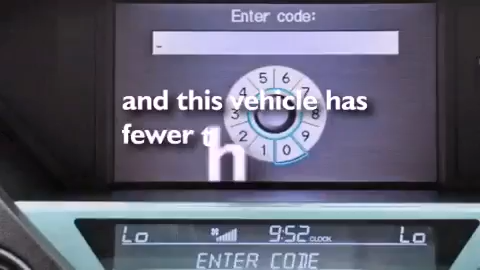 Enter code:
-
5 6
4 7
3 8
2 9
1 0
and this vehicle has
fewer t
h
Lo 9:52 CLOCK Lo
ENTER CODE